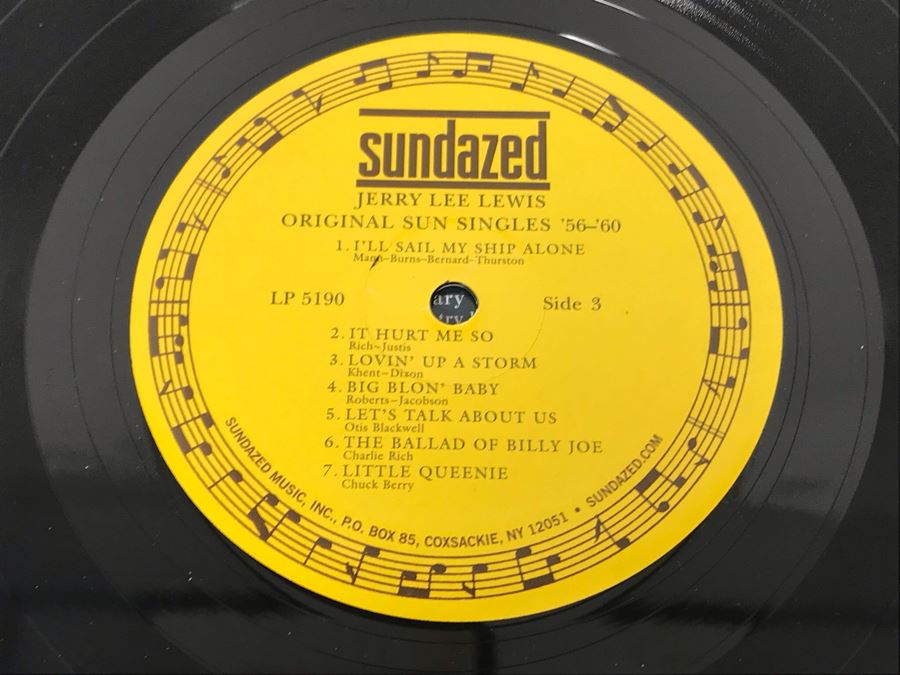 sundazed
JERRY LEE LEWIS
ORIGINAL SUN SINGLES '56–'60
1. I'LL SAIL MY SHIP ALONE
Mann–Burns–Bernard–Thurston
LP 5190
Side 3
ary
try
2. IT HURT ME SO
Rich–Justis
3. LOVIN' UP A STORM
Khent–Dixon
4. BIG BLON' BABY
Roberts–Jacobson
5. LET'S TALK ABOUT US
Otis Blackwell
6. THE BALLAD OF BILLY JOE
Charlie Rich
7. LITTLE QUEENIE
Chuck Berry
SUNDAZED MUSIC, INC., P.O. BOX 85, COXSACKIE, NY 12051 • SUNDAZED.COM